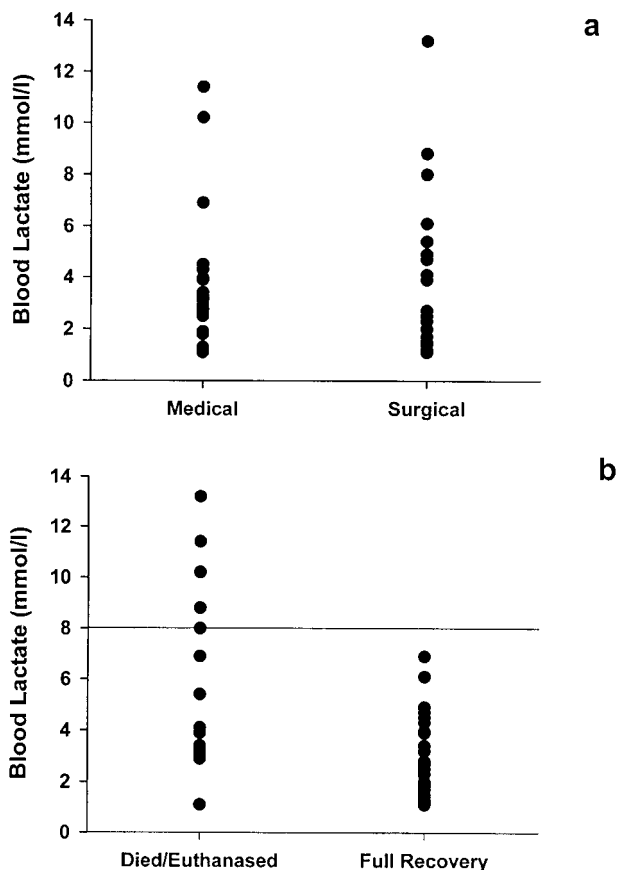 a
Blood Lactate (mmol/l)
14
12
10
8
6
4
2
0
Medical Surgical
b
Blood Lactate (mmol/l)
14
12
10
8
6
4
2
0
Died/Euthanased Full Recovery